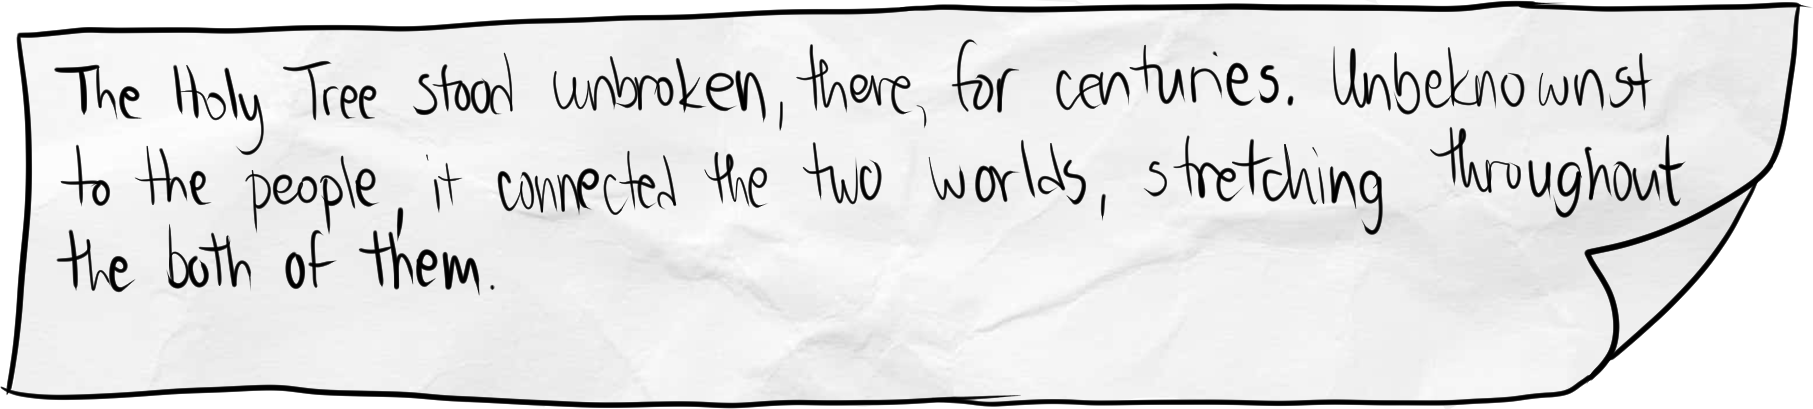 The Holy Tree stood unbroken, there, for centuries. Unbeknownst
to the people, it connected the two worlds, stretching throughout
the both of them.